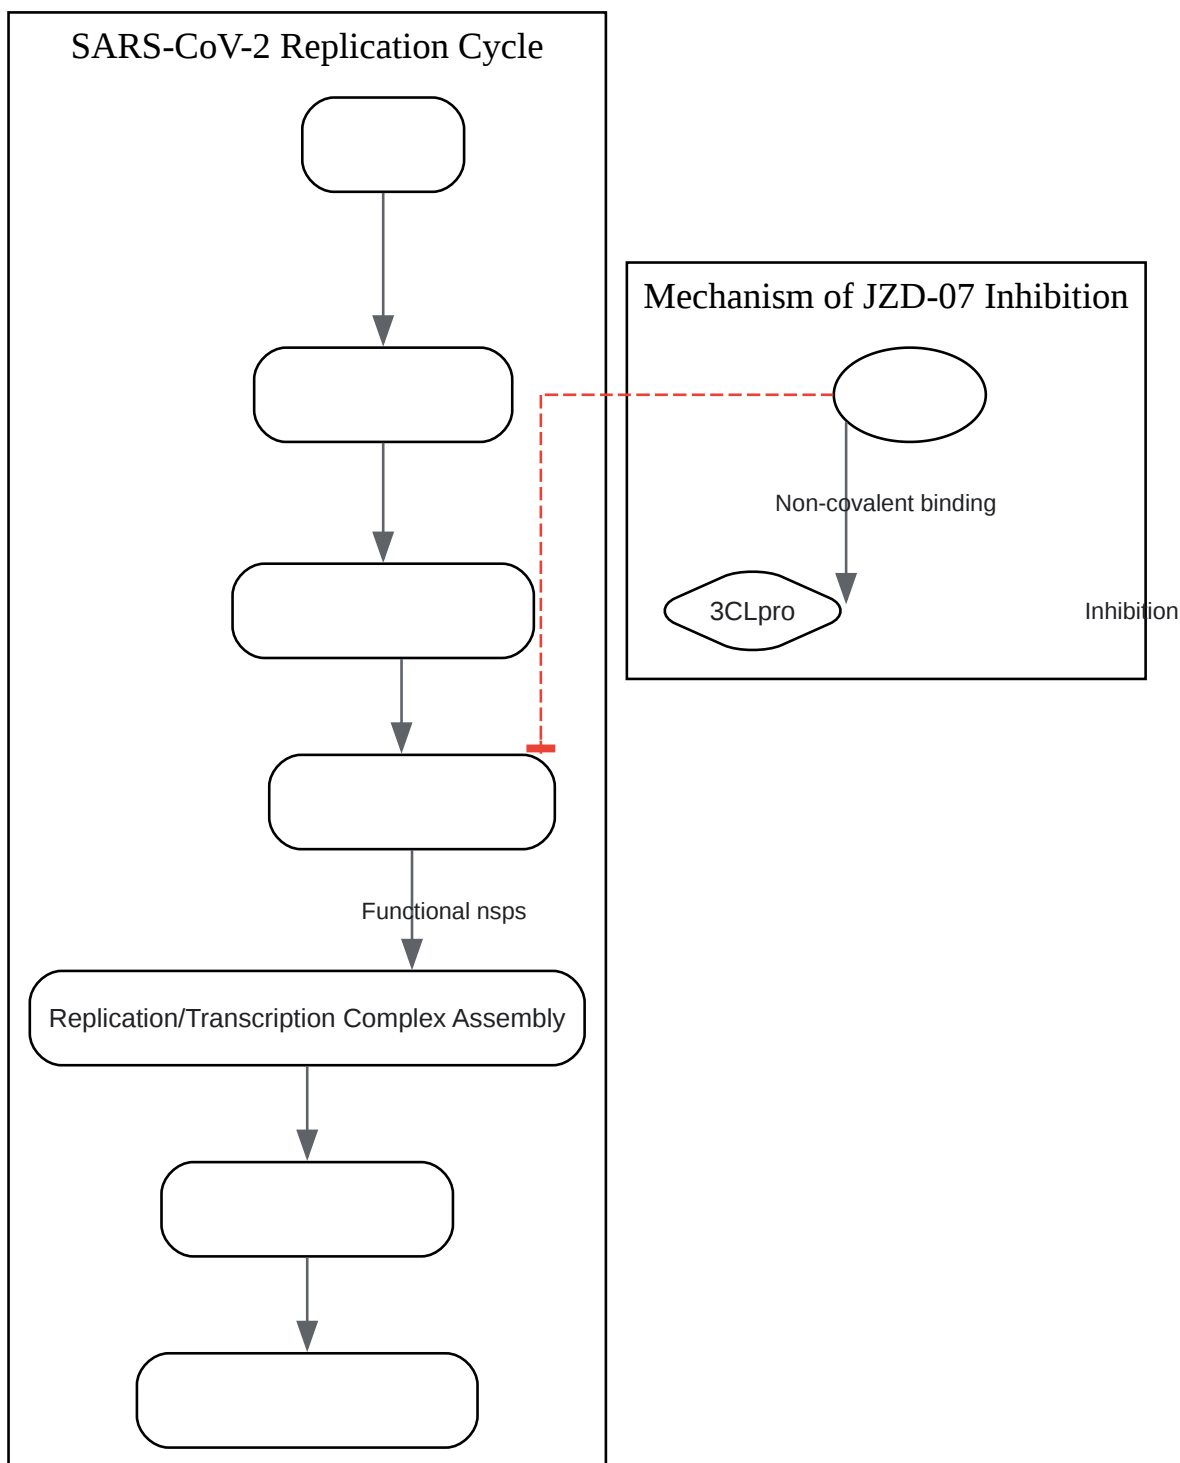 SARS-CoV-2 Replication Cycle
Mechanism of JZD-07 Inhibition
Non-covalent binding
3CLpro
Inhibition
Functional nsps
Replication/Transcription Complex Assembly